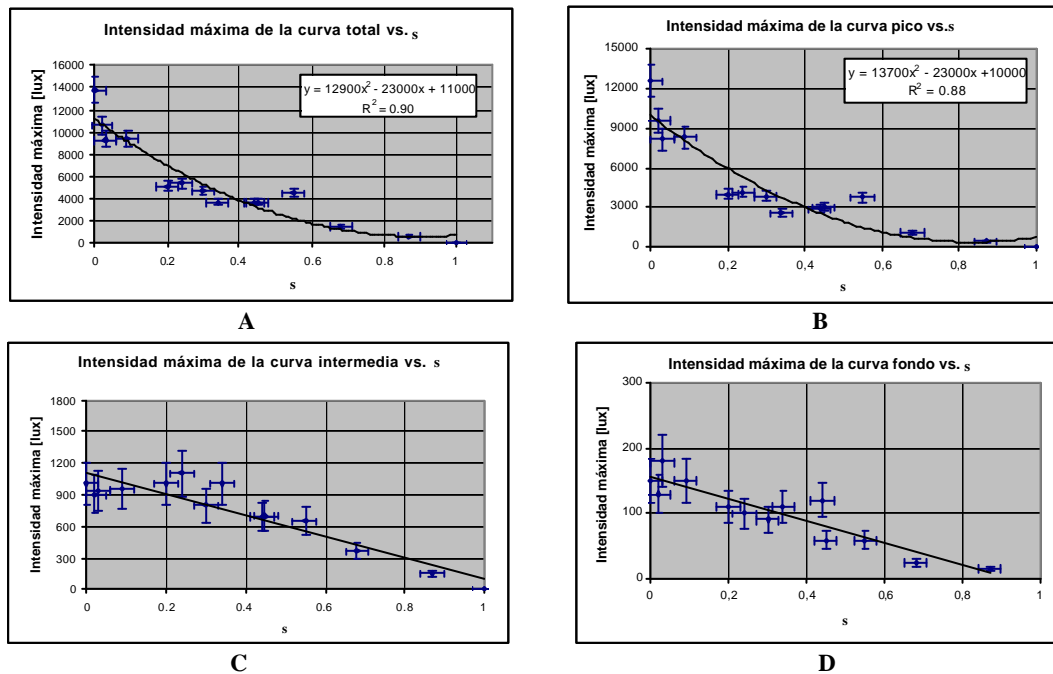 Intensidad máxima de la curva total vs. s
Intensidad máxima [lux]
16000
14000
12000
10000
8000
6000
4000
2000
0
y = 12900x² - 23000x + 11000
R² = 0.90
0 0.2 0.4 0.6 0.8 1
s
A
Intensidad máxima de la curva pico vs.s
Intensidad máxima [lux]
15000
12000
9000
6000
3000
0
y = 13700x² - 23000x +10000
R² = 0.88
0 0,2 0,4 0,6 0,8 1
s
B
Intensidad máxima de la curva intermedia vs. s
Intensidad máxima [lux]
1800
1500
1200
900
600
300
0
0 0.2 0.4 0.6 0.8 1
s
C
Intensidad máxima de la curva fondo vs. s
Intensidad máxima [lux]
300
200
100
0
0 0,2 0,4 0,6 0,8 1
s
D